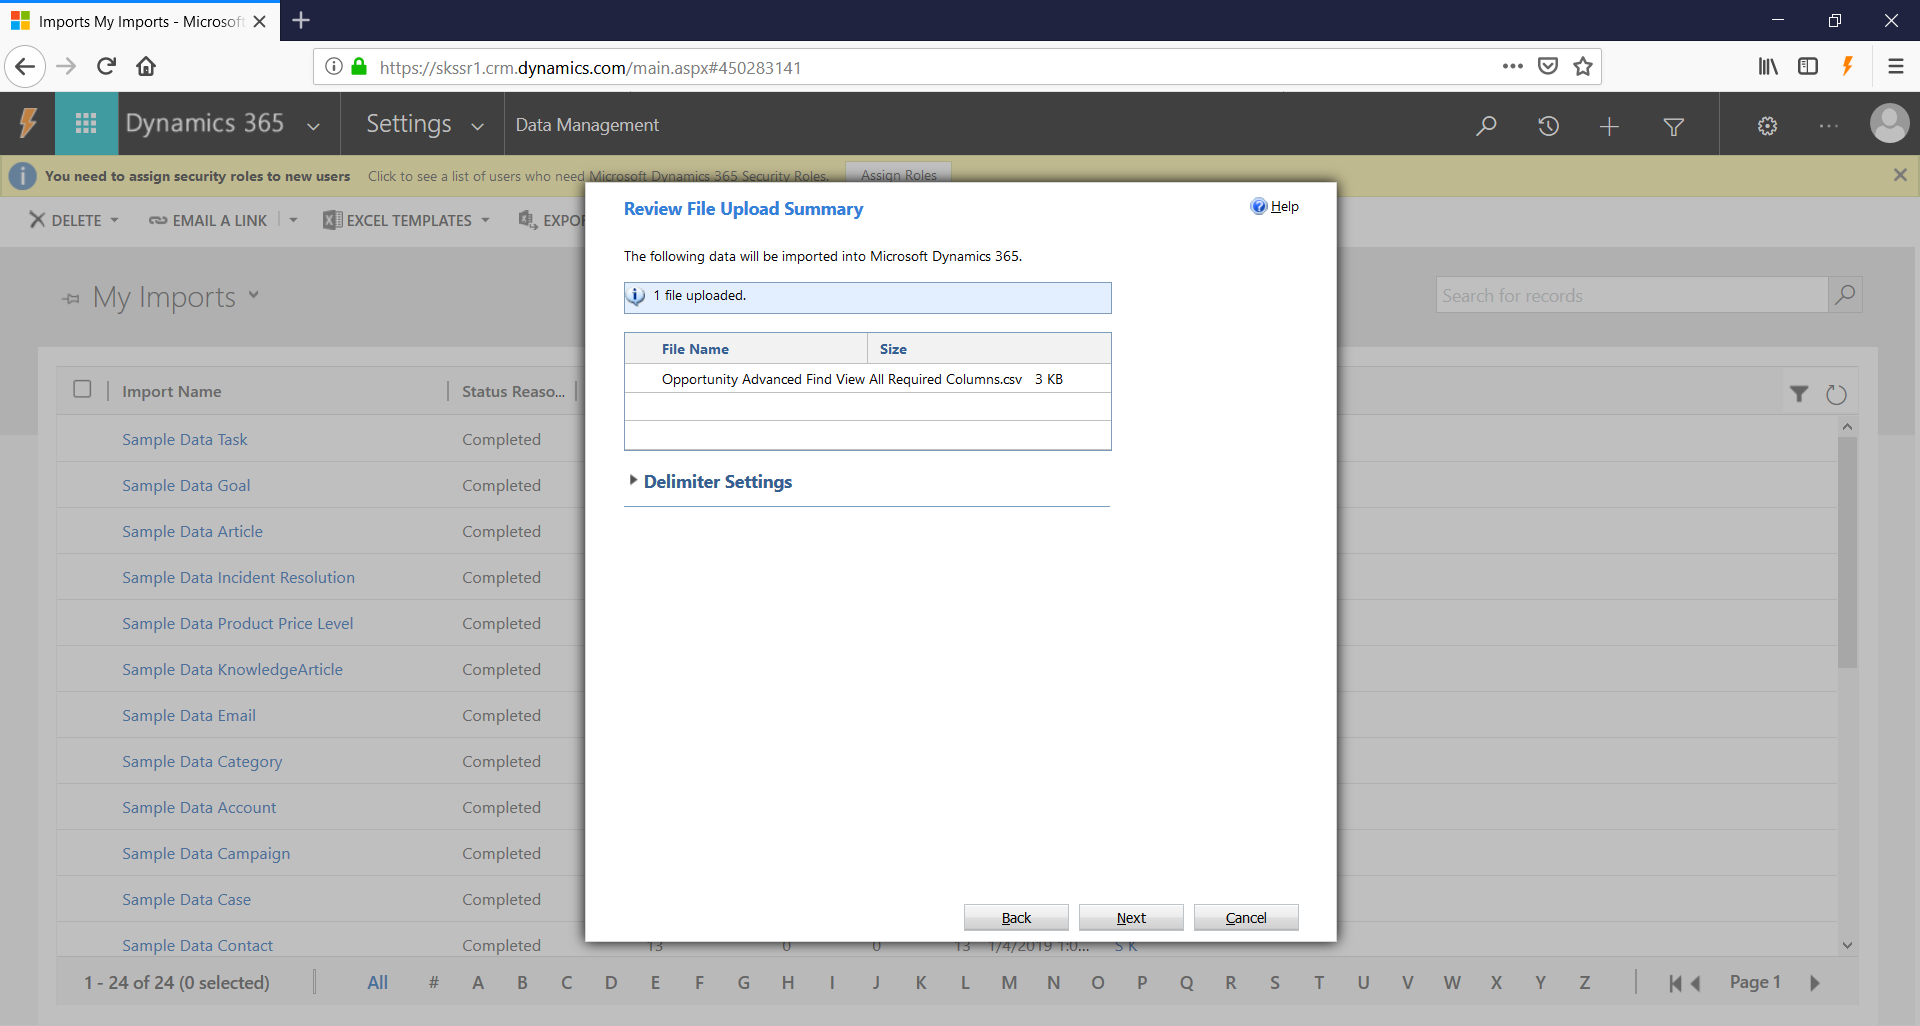 Imports My Imports - Microsoft
https://skssr1.crm.dynamics.com/main.aspx#450283141
Dynamics 365
Settings
Data Management
You need to assign security roles to new users
Click to see a list of users who need Microsoft Dynamics 365 Security Roles.
Assign Roles
DELETE
EMAIL A LINK
EXCEL TEMPLATES
EXPO
My Imports
Search for records
Import Name
Status Reaso...
Sample Data Task
Completed
Sample Data Goal
Completed
Sample Data Article
Completed
Sample Data Incident Resolution
Completed
Sample Data Product Price Level
Completed
Sample Data KnowledgeArticle
Completed
Sample Data Email
Completed
Sample Data Category
Completed
Sample Data Account
Completed
Sample Data Campaign
Completed
Sample Data Case
Completed
Sample Data Contact
Completed
13
0
0
13
1/4/2019 1:0...
S K
Review File Upload Summary
Help
The following data will be imported into Microsoft Dynamics 365.
1 file uploaded.
File Name
Size
Opportunity Advanced Find View All Required Columns.csv
3 KB
Delimiter Settings
Back
Next
Cancel
1 - 24 of 24 (0 selected)
All # A B C D E F G H I J K L M N O P Q R S T U V W X Y Z
Page 1